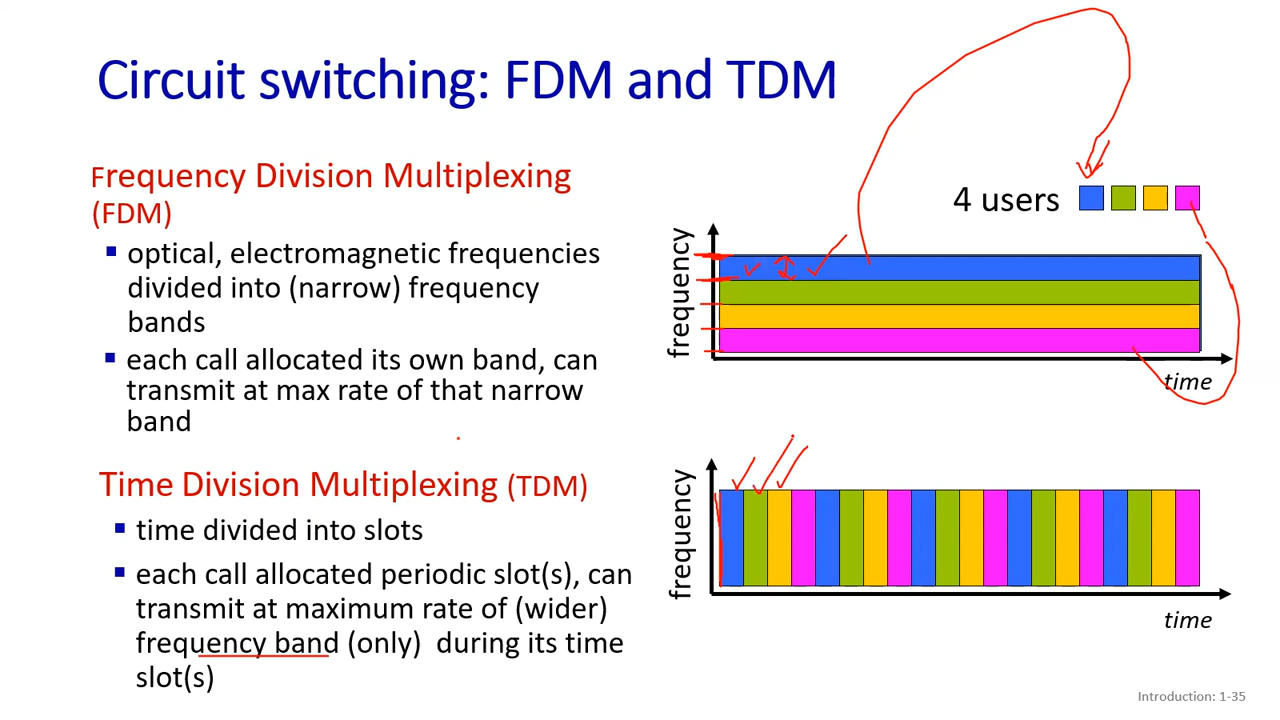 Circuit switching: FDM and TDM
Frequency Division Multiplexing
(FDM)
▪ optical, electromagnetic frequencies
divided into (narrow) frequency
bands
▪ each call allocated its own band, can
transmit at max rate of that narrow
band
Time Division Multiplexing (TDM)
▪ time divided into slots
▪ each call allocated periodic slot(s), can
transmit at maximum rate of (wider)
frequency band (only) during its time
slot(s)
4 users
frequency
time
frequency
time
Introduction: 1-35